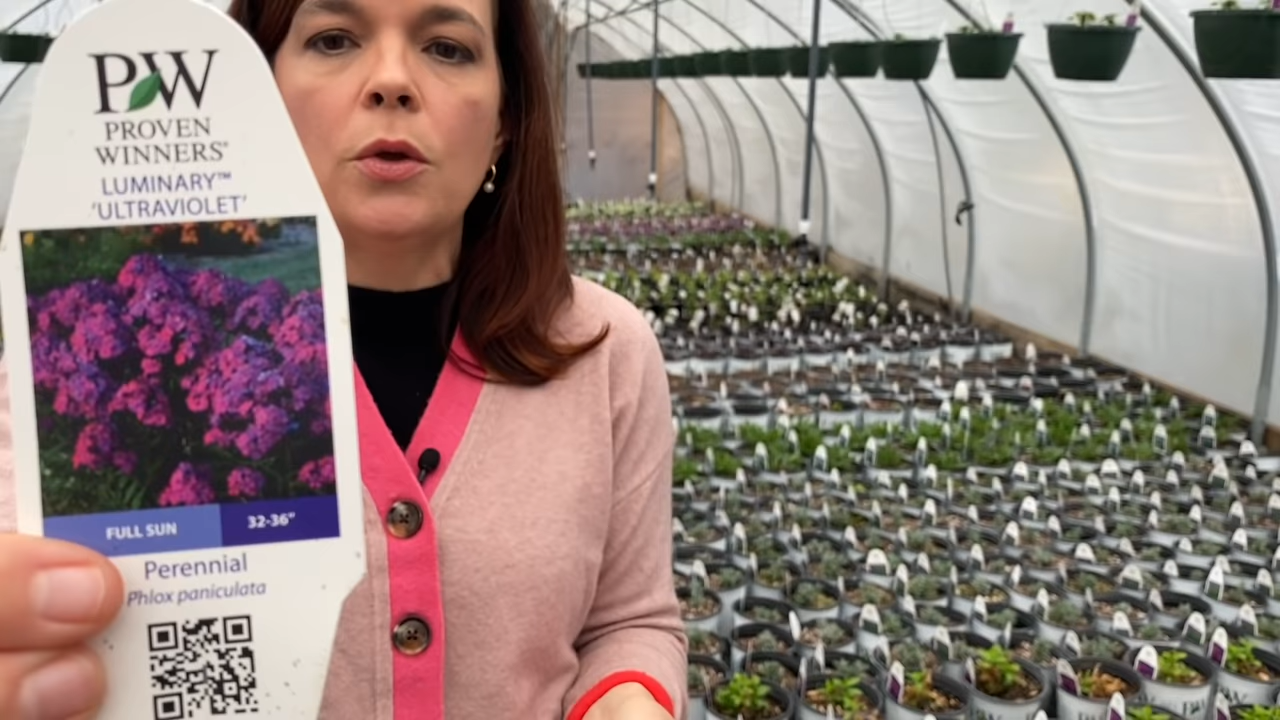 PW
PROVEN
WINNERS®
LUMINARY™
'ULTRAVIOLET'
FULL SUN
32-36"
Perennial
Phlox paniculata